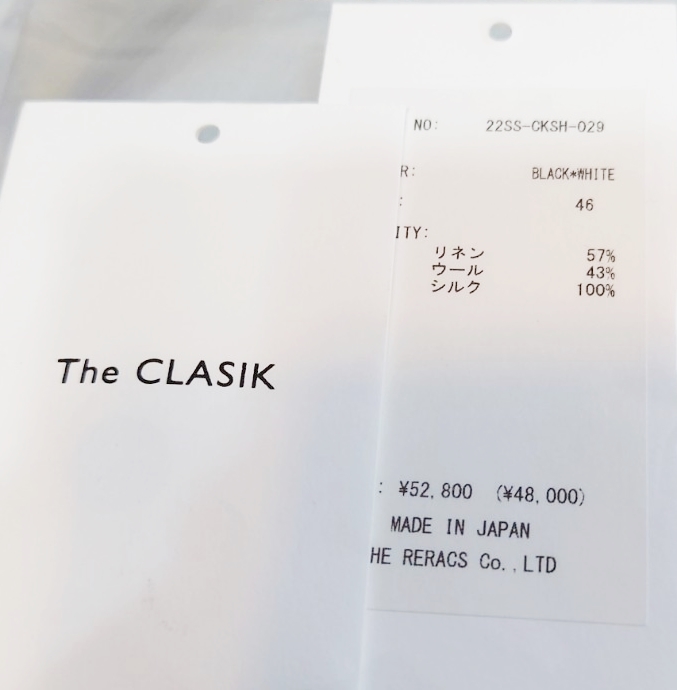 The CLASIK
NO: 22SS-CKSH-029
R: BLACK*WHITE
: 46
ITY:
リネン 57%
ウール 43%
シルク 100%
: ¥52,800 (¥48,000)
MADE IN JAPAN
HE RERACS Co.,LTD